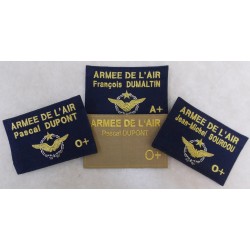 ARMEE DE L'AIR
François DUMALTIN
A+
ARMEE DE L'AIR
Pascal DUPONT
O+
ARMEE DE L'AIR
Pascal DUPONT
O+
ARMEE DE L'AIR
Jean-Michel SOURDOU
O+